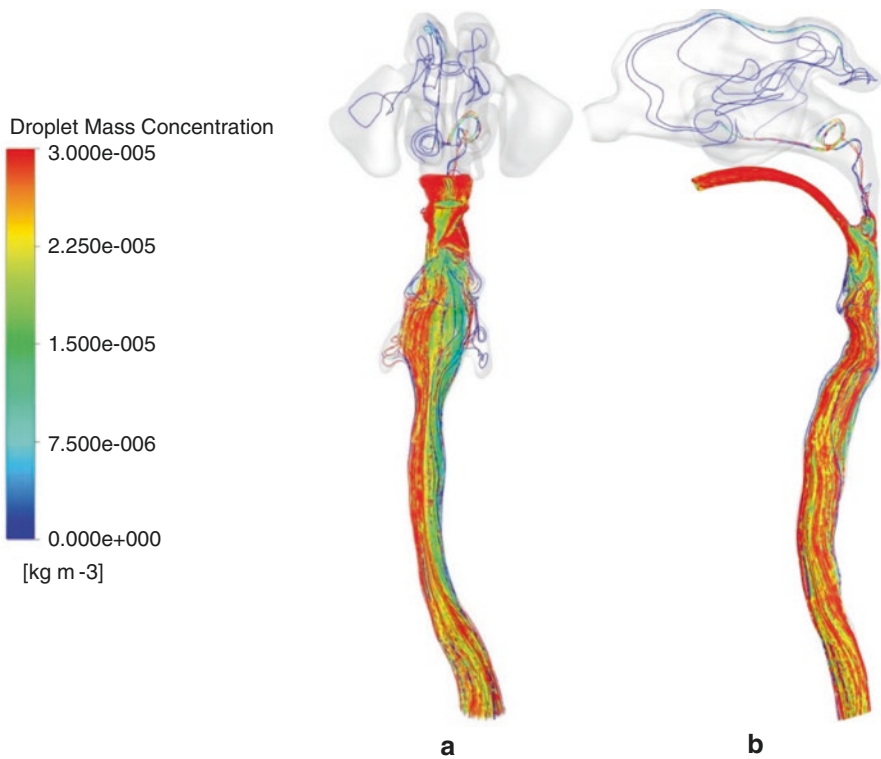 Droplet Mass Concentration
3.000e-005
2.250e-005
1.500e-005
7.500e-006
0.000e+000
[kg m -3]
a
b